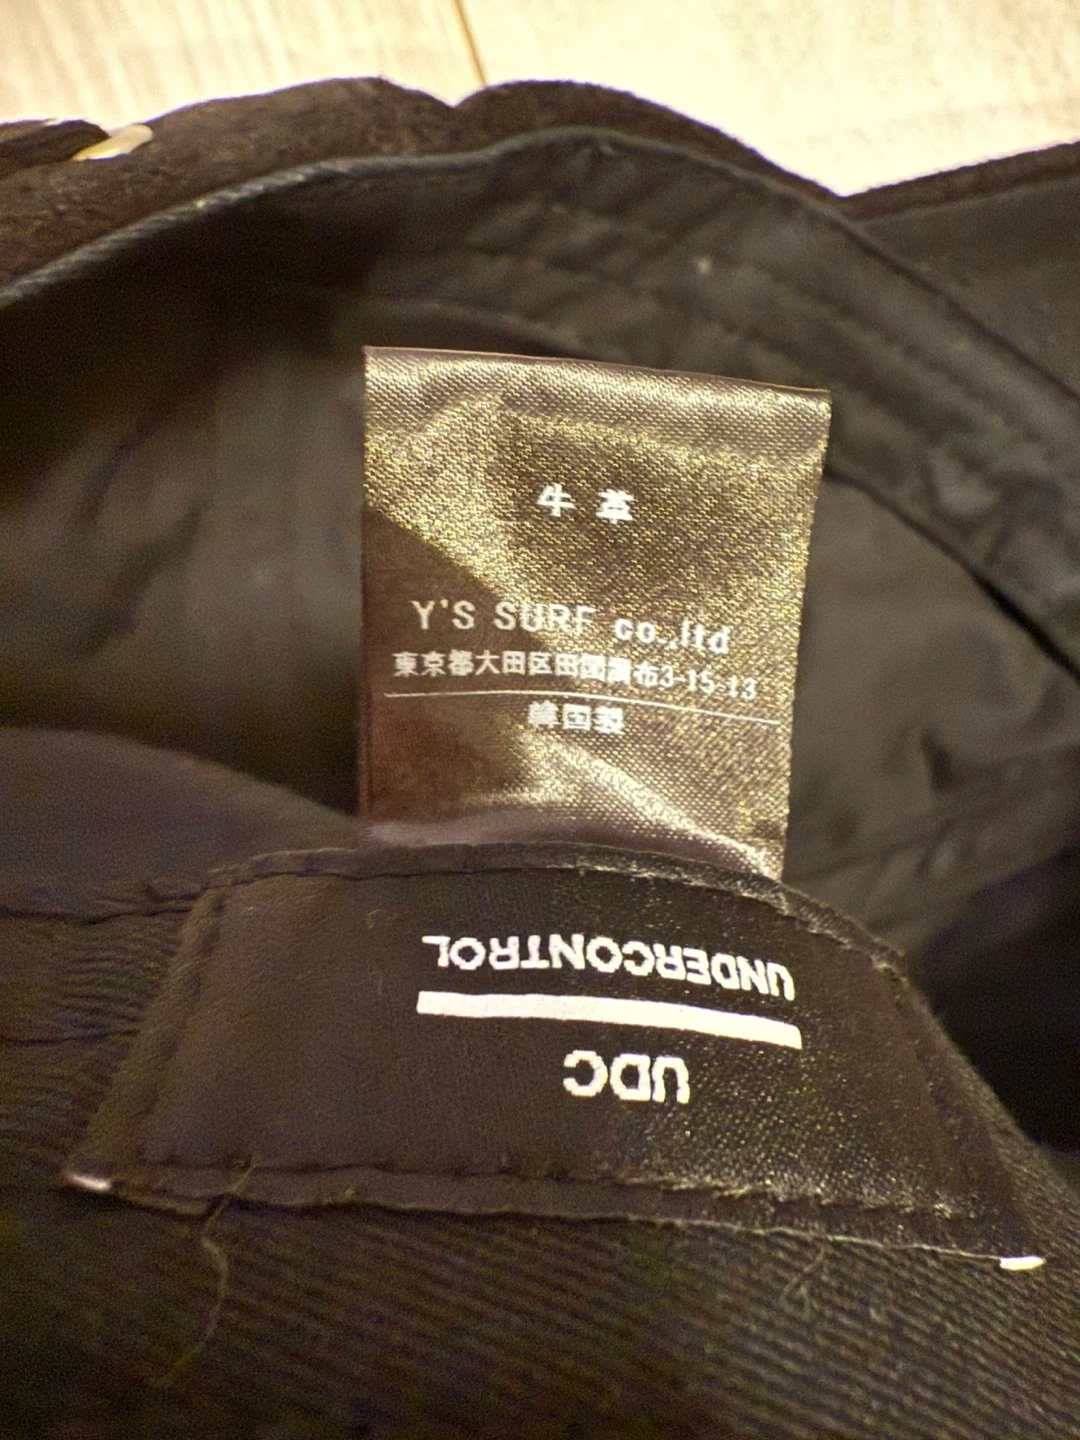 牛革
Y'S SURF co.,ltd
東京都大田区田園調布3-15-13
韓国製
UDC
UNDERCONTROL